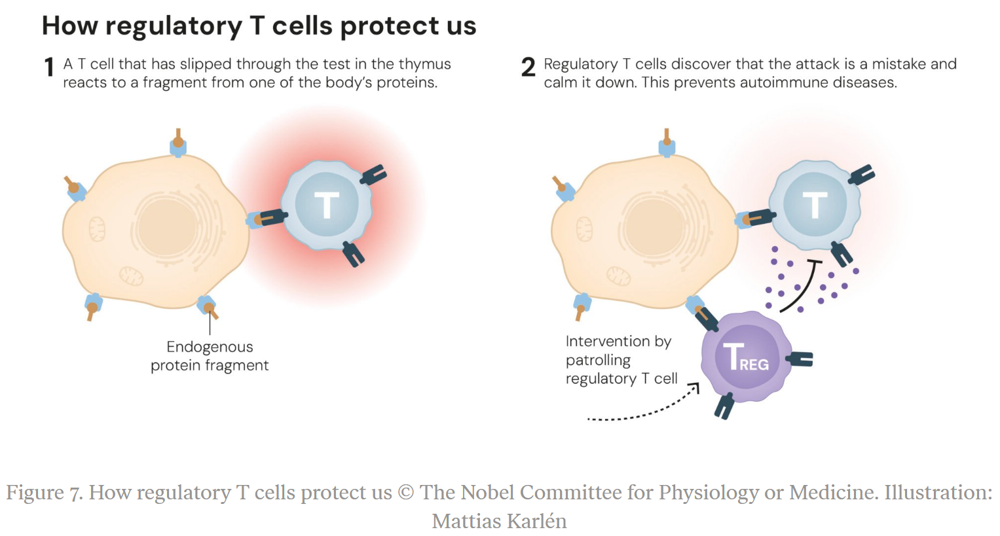 How regulatory T cells protect us
1 A T cell that has slipped through the test in the thymus
reacts to a fragment from one of the body’s proteins.
2 Regulatory T cells discover that the attack is a mistake and
calm it down. This prevents autoimmune diseases.
T
Endogenous
protein fragment
T
Intervention by
patrolling
regulatory T cell
TREG
Figure 7. How regulatory T cells protect us © The Nobel Committee for Physiology or Medicine. Illustration:
Mattias Karlén